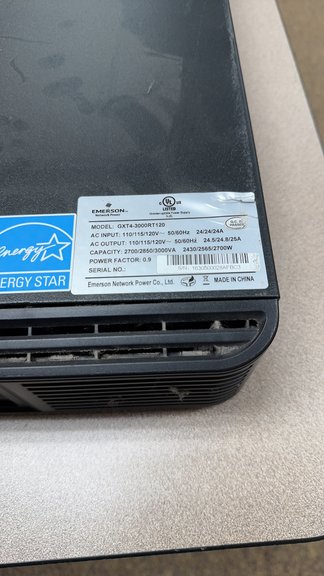 EMERSON
Network Power
UL
c us
LISTED
MODEL: GXT4-3000RT120
AC INPUT: 110/115/120V~ 50/60Hz 24/24/24A
AC OUTPUT: 110/115/120V~ 50/60Hz 24.5/24.8/25A
CAPACITY: 2700/2850/3000VA 2430/2565/2700W
POWER FACTOR: 0.9
SERIAL NO.:
MADE IN CHINA
Emerson Network Power Co., Ltd.
energy
ENERGY STAR